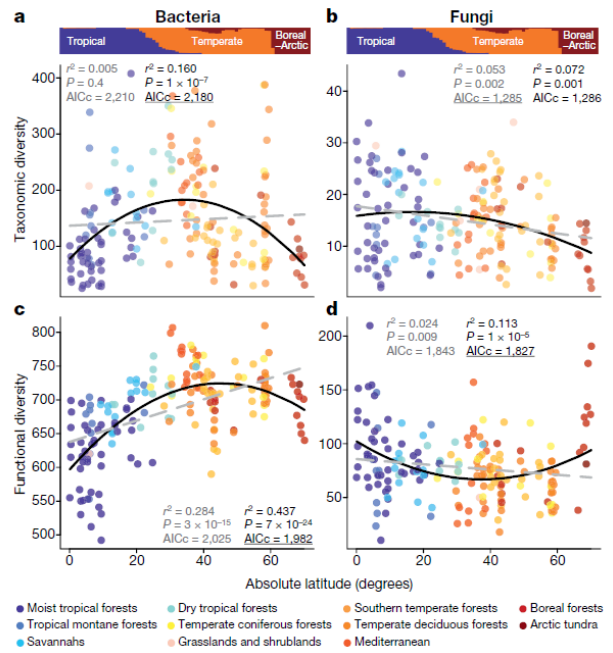 a Bacteria
Tropical Temperate Boreal
–Arctic
r² = 0.005 r² = 0.160
P = 0.4 P = 1 × 10⁻⁷
AICc = 2,210 AICc = 2,180
Taxonomic diversity
400
300
200
100
b Fungi
Tropical Temperate Boreal
–Arctic
r² = 0.053 r² = 0.072
P = 0.002 P = 0.001
AICc = 1,285 AICc = 1,286
40
30
20
10
c
Functional diversity
800
750
700
650
600
550
500
r² = 0.284 r² = 0.437
P = 3 × 10⁻¹⁵ P = 7 × 10⁻²⁴
AICc = 2,025 AICc = 1,982
0 20 40 60
d
r² = 0.024 r² = 0.113
P = 0.009 P = 1 × 10⁻⁵
AICc = 1,843 AICc = 1,827
200
150
100
50
0 20 40 60
Absolute latitude (degrees)
Moist tropical forests Dry tropical forests Southern temperate forests Boreal forests
Tropical montane forests Temperate coniferous forests Temperate deciduous forests Arctic tundra
Savannahs Grasslands and shrublands Mediterranean